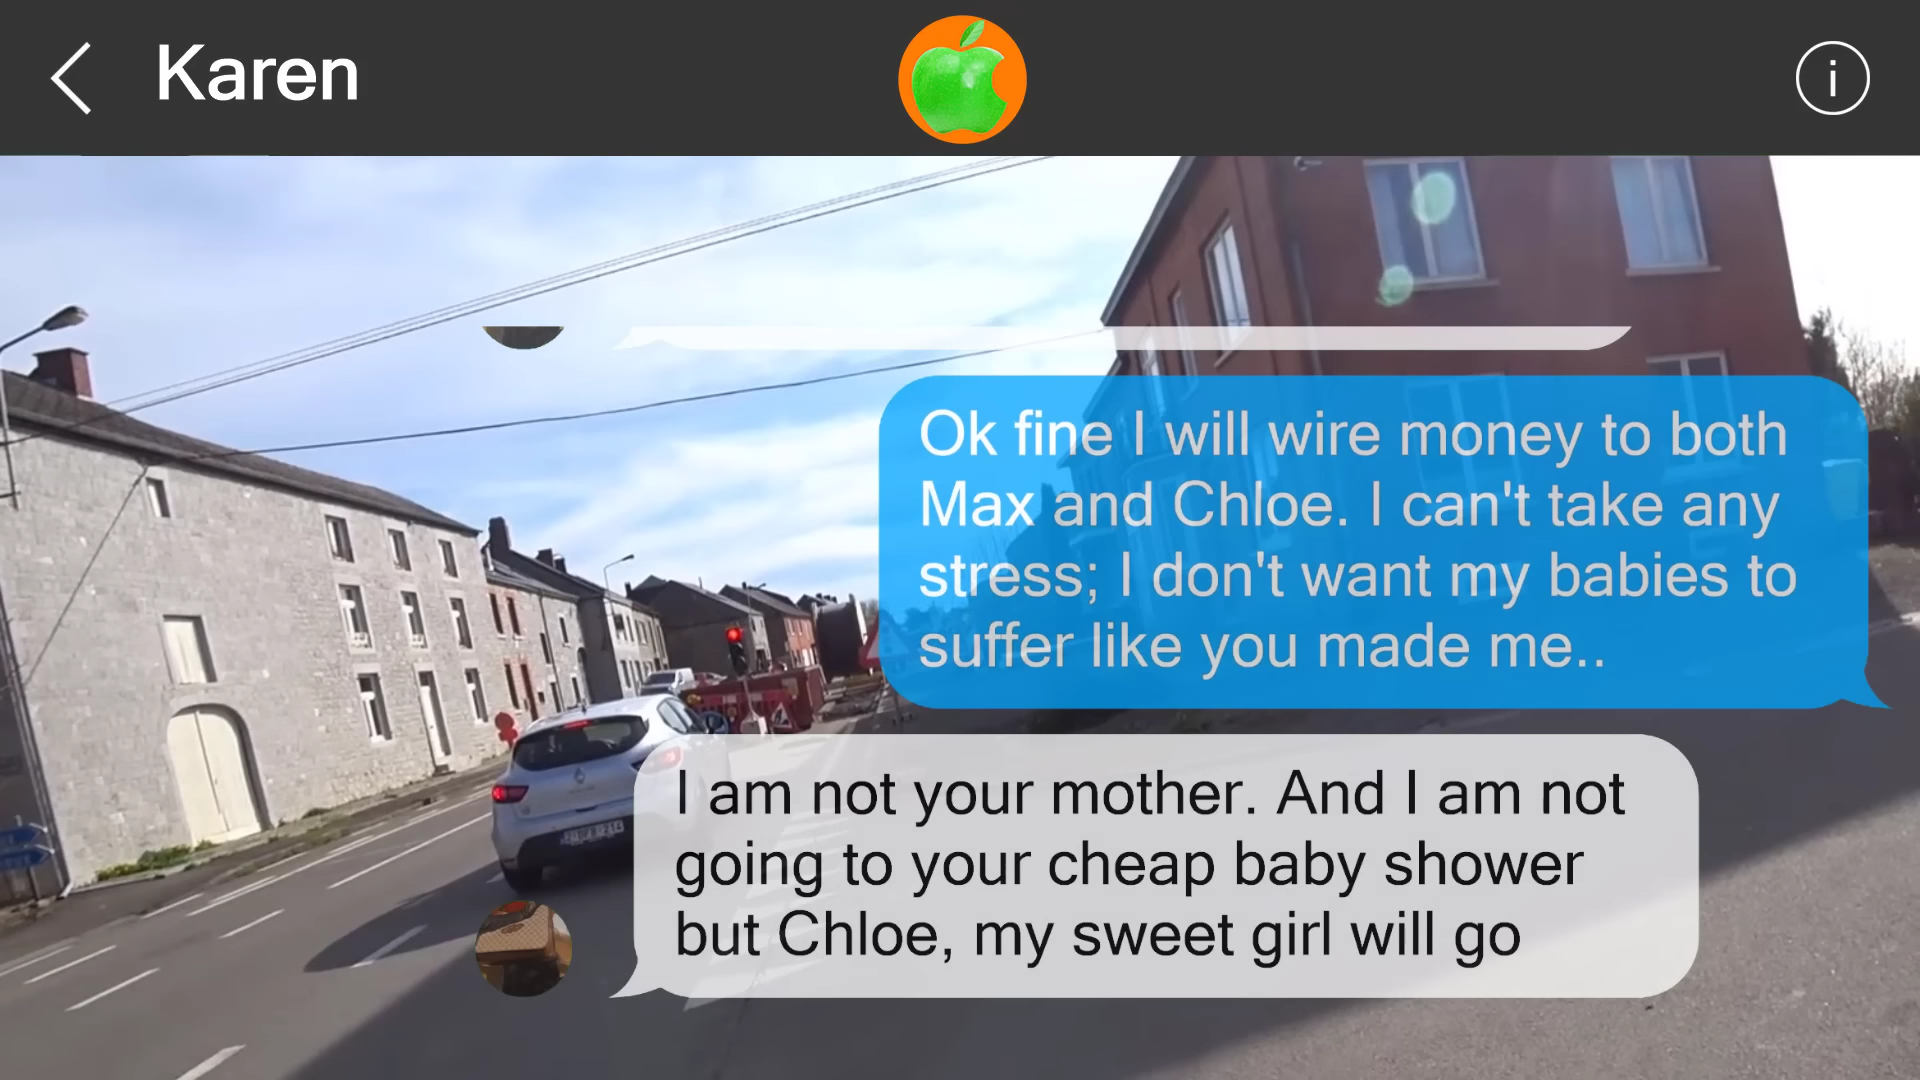 Karen
i
Ok fine I will wire money to both
Max and Chloe. I can't take any
stress; I don't want my babies to
suffer like you made me..
I am not your mother. And I am not
going to your cheap baby shower
but Chloe, my sweet girl will go